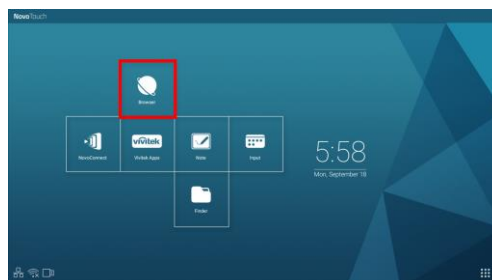 NovoTouch
Browser
NovoConnect
vivitek
Vivitek Apps
Note
Input
Finder
5:58
Mon, September 18